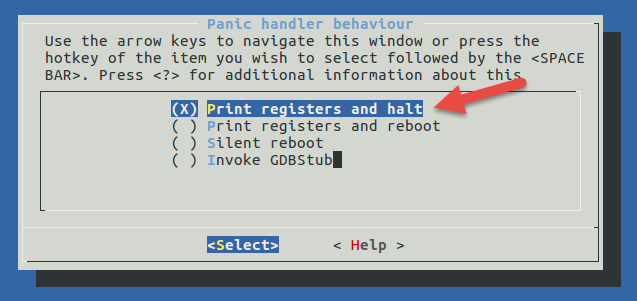 Panic handler behaviour
Use the arrow keys to navigate this window or press the
hotkey of the item you wish to select followed by the <SPACE
BAR>. Press <?> for additional information about this
(X) Print registers and halt
( ) Print registers and reboot
( ) Silent reboot
( ) Invoke GDBStub
<Select> < Help >